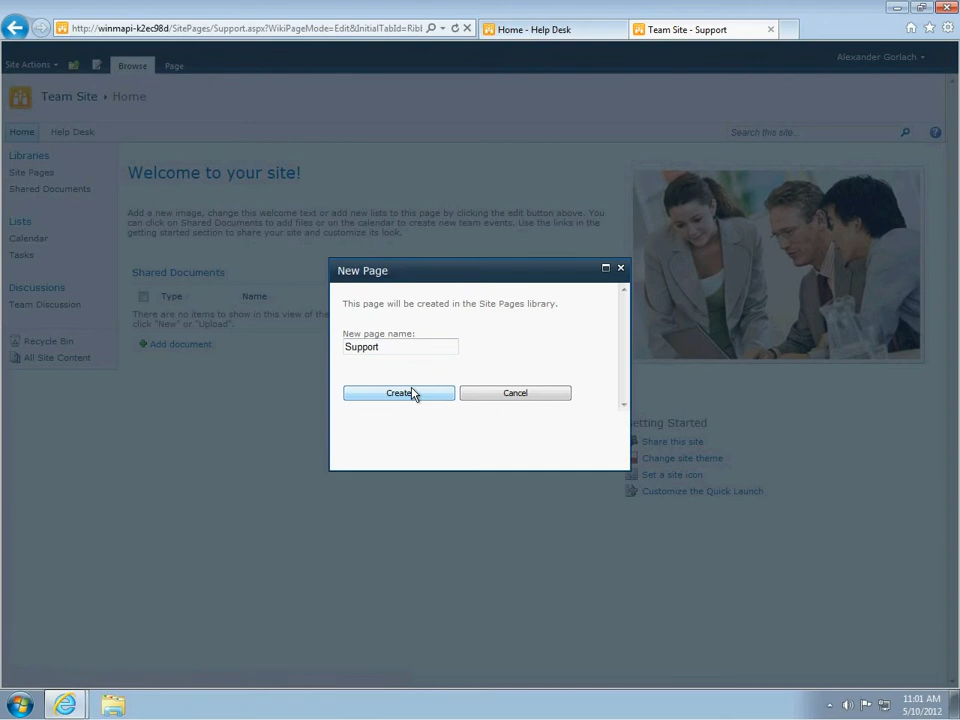 http://winmapi-k2ec98d/SitePages/Support.aspx?WikiPageMode=Edit&InitialTabId=Ribl
Home - Help Desk
Team Site - Support
Site Actions
Browse
Page
Alexander Gorlach
Team Site
Home
Home
Help Desk
Search this site...
Libraries
Site Pages
Shared Documents
Lists
Calendar
Tasks
Discussions
Team Discussion
Recycle Bin
All Site Content
Welcome to your site!
Add a new image, change this welcome text or add new lists to this page by clicking the edit button above. You
can click on Shared Documents to add files or on the calendar to create new team events. Use the links in the
getting started section to share your site and customize its look.
Shared Documents
Type
Name
There are no items to show in this view of the
click "New" or "Upload".
Add document
New Page
This page will be created in the Site Pages library.
New page name:
Support
Create
Cancel
etting Started
Share this site
Change site theme
Set a site icon
Customize the Quick Launch
11:01 AM
5/10/2012